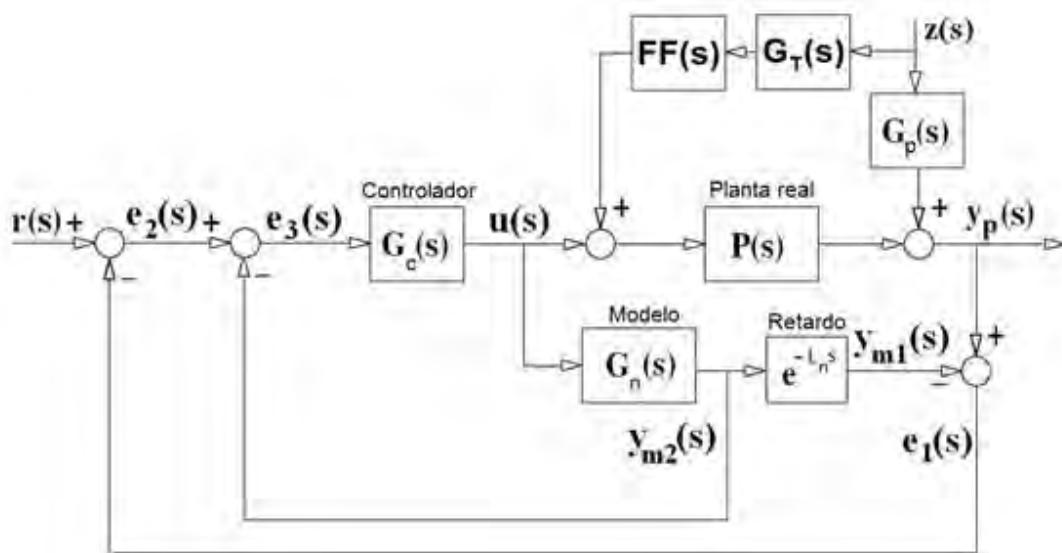 z(s)
FF(s)
G_T(s)
G_p(s)
Controlador
Planta real
r(s) +
e_2(s) +
e_3(s)
G_c(s)
u(s)
+
P(s)
+
y_p(s)
−
−
Modelo
Retardo
G_n(s)
e^{-L_n s}
y_{m1}(s)
+
−
y_{m2}(s)
e_1(s)